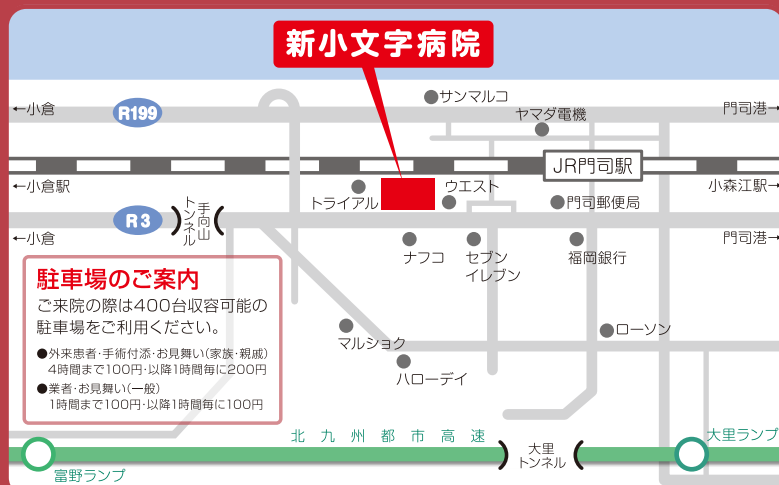 新小文字病院
サンマルコ
←小倉
R199
ヤマダ電機
門司港→
JR門司駅
←小倉駅
トライアル
ウエスト
門司郵便局
小森江駅→
R3
手向山
トンネル
←小倉
ナフコ
セブン
イレブン
福岡銀行
門司港→
駐車場のご案内
ご来院の際は400台収容可能の
駐車場をご利用ください。
●外来患者・手術付添・お見舞い(家族・親戚)
4時間まで100円・以降1時間毎に200円
●業者・お見舞い(一般)
1時間まで100円・以降1時間毎に100円
マルショク
ローソン
ハローデイ
北九州都市高速
大里
トンネル
大里ランプ
富野ランプ